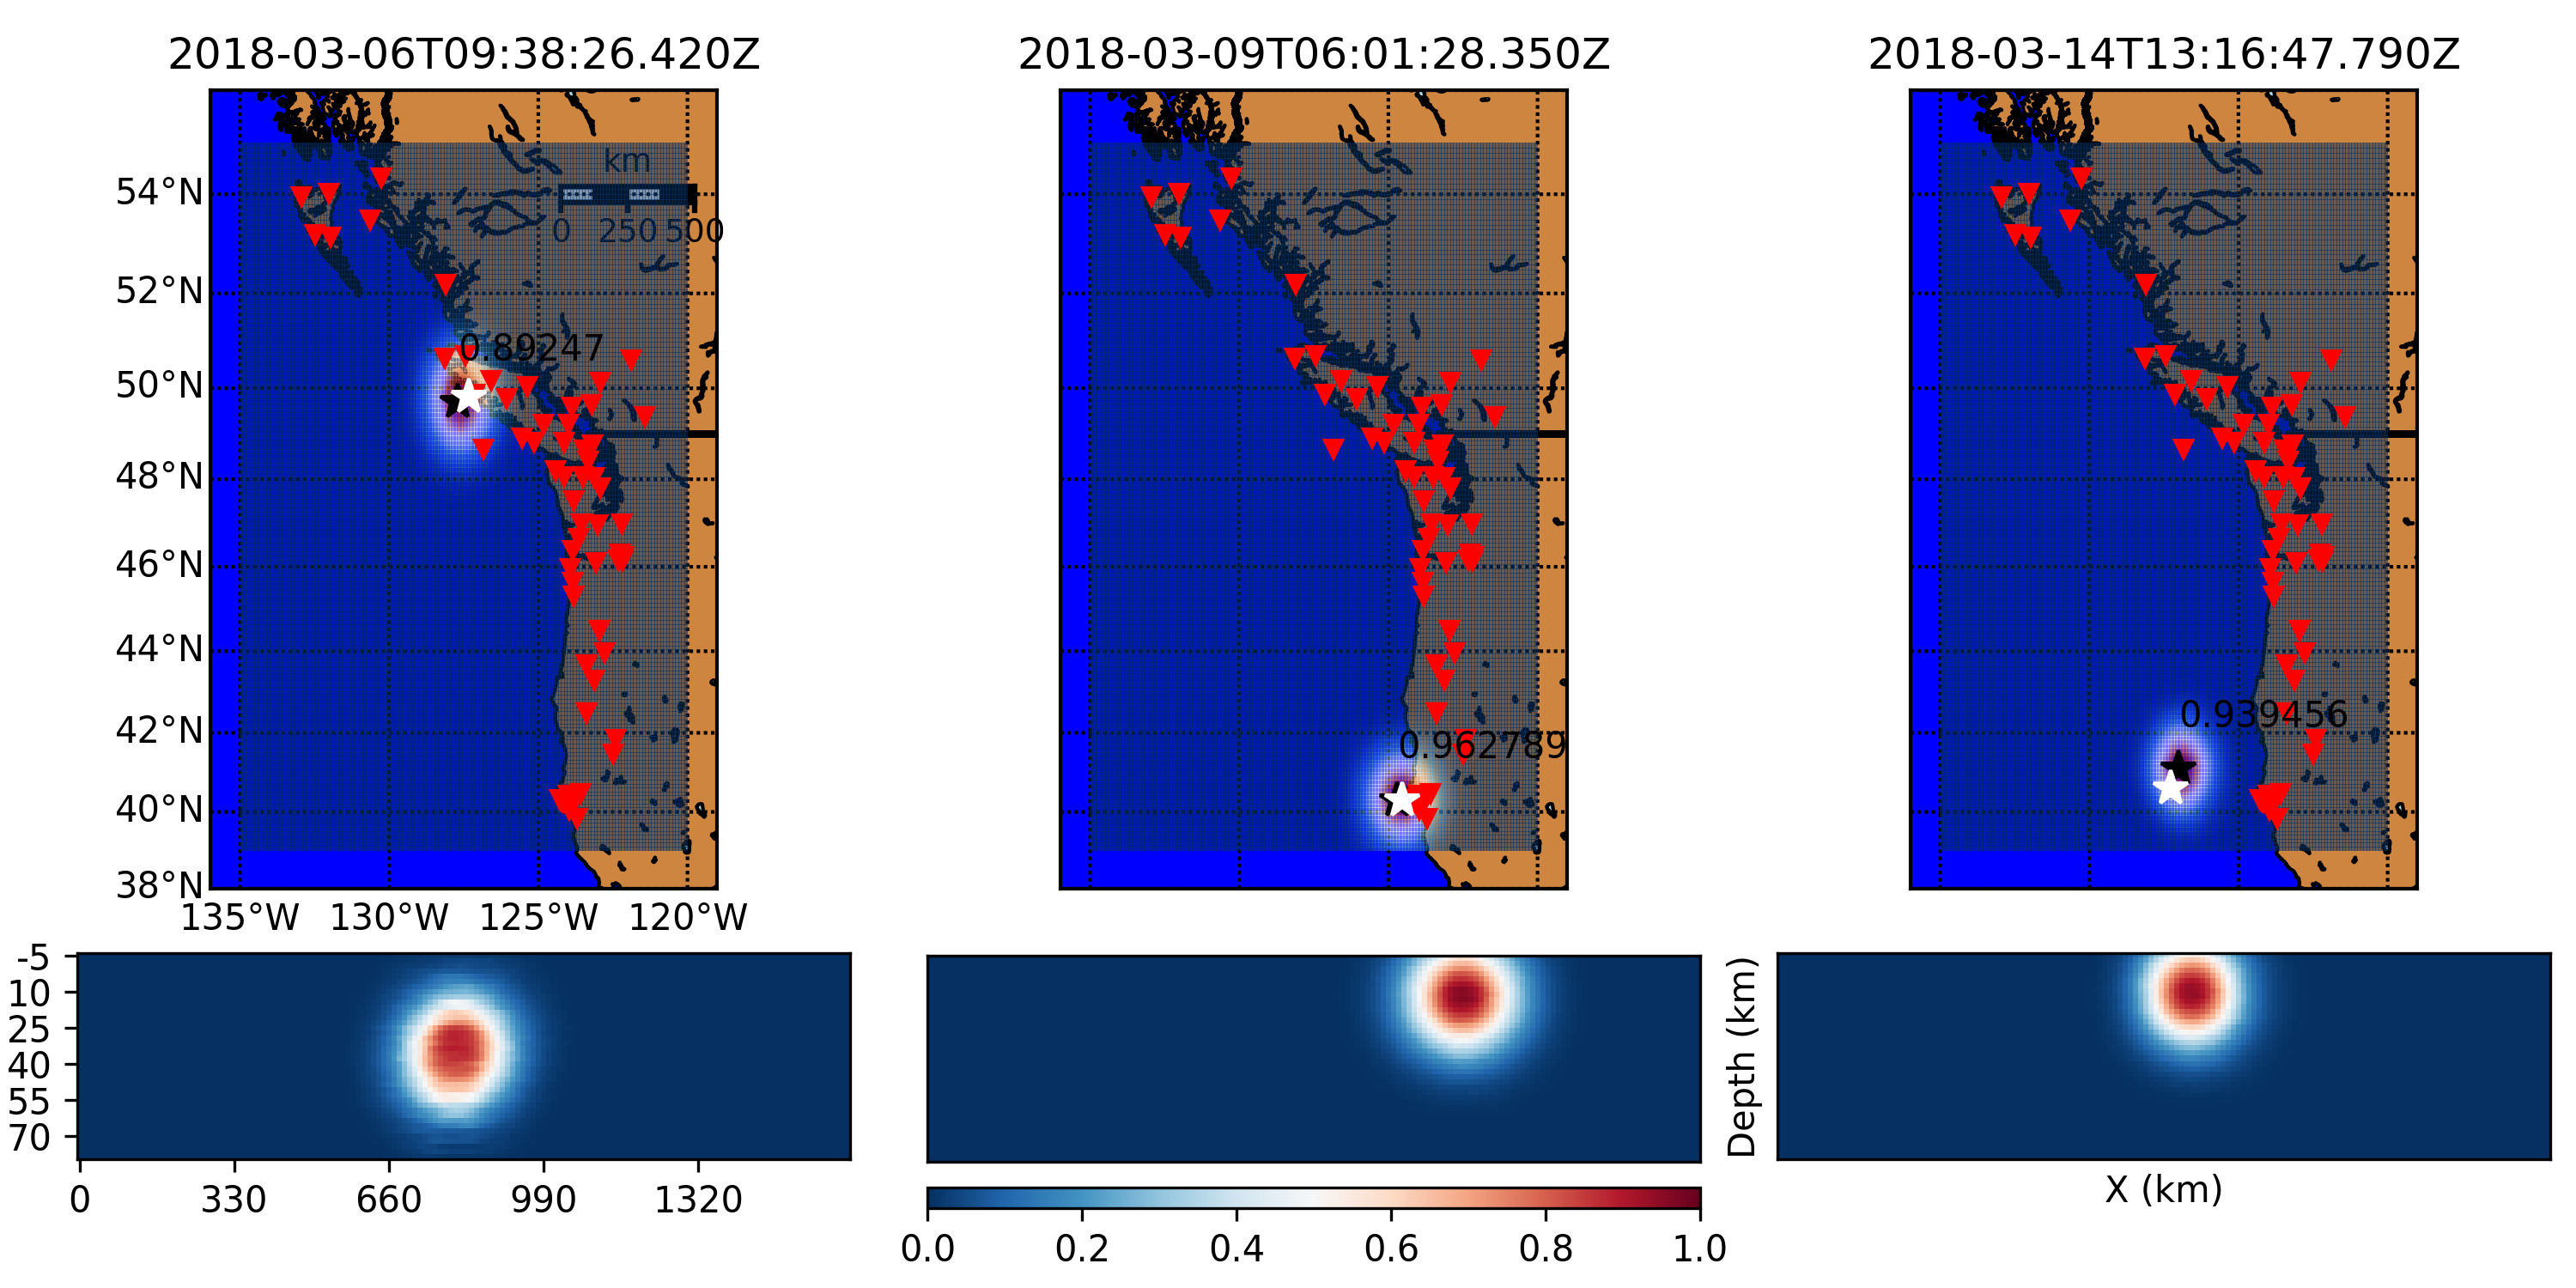 2018-03-06T09:38:26.420Z
2018-03-09T06:01:28.350Z
2018-03-14T13:16:47.790Z
km
0 250 500
54°N
52°N
50°N
48°N
46°N
44°N
42°N
40°N
38°N
0.89247
0.962789
0.939456
135°W 130°W 125°W 120°W
-5
10
25
40
55
70
0 330 660 990 1320
0.0 0.2 0.4 0.6 0.8 1.0
Depth (km)
X (km)